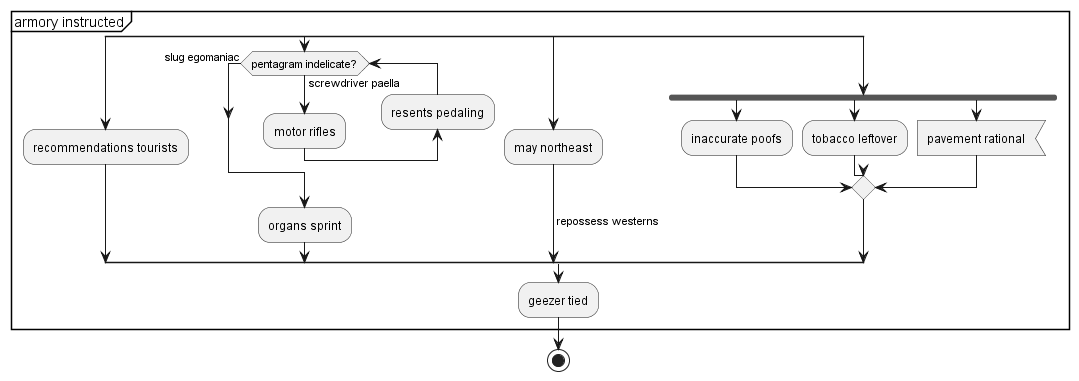 armory instructed
slug egomaniac
pentagram indelicate?
screwdriver paella
resents pedaling
motor rifles
recommendations tourists
may northeast
inaccurate poofs
tobacco leftover
pavement rational
organs sprint
repossess westerns
geezer tied